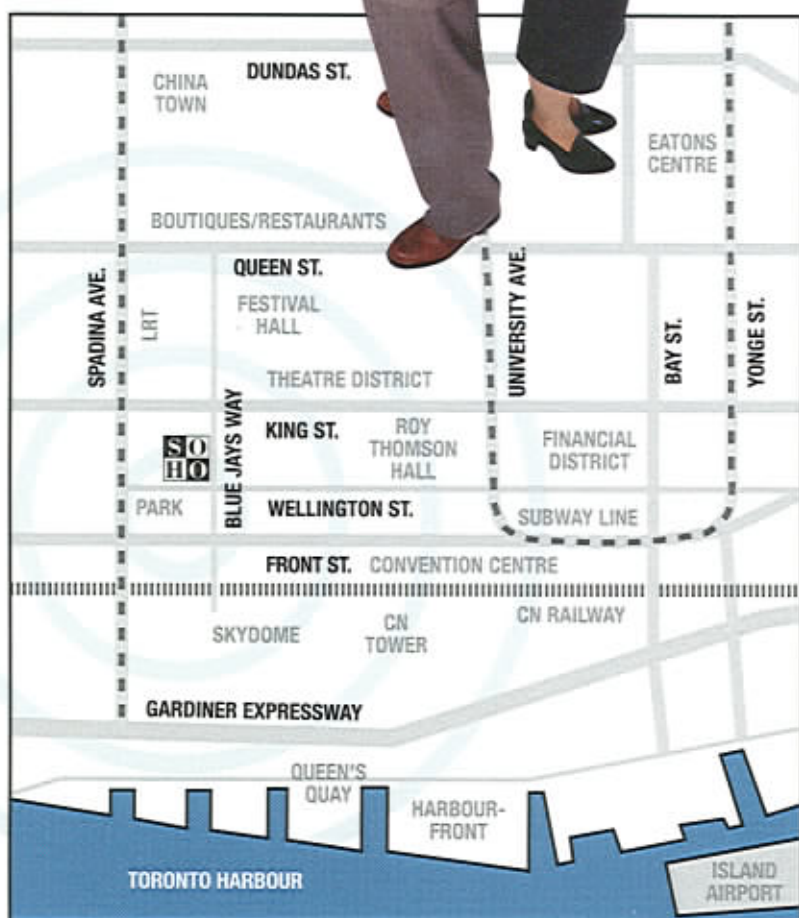 DUNDAS ST.
CHINA
TOWN
EATONS
CENTRE
BOUTIQUES/RESTAURANTS
QUEEN ST.
SPADINA AVE.
LRT
FESTIVAL
HALL
UNIVERSITY AVE.
BAY ST.
YONGE ST.
THEATRE DISTRICT
BLUE JAYS WAY
KING ST.
ROY
THOMSON
HALL
FINANCIAL
DISTRICT
SO
HO
PARK
WELLINGTON ST.
SUBWAY LINE
FRONT ST.
CONVENTION CENTRE
SKYDOME
CN
TOWER
CN RAILWAY
GARDINER EXPRESSWAY
QUEEN'S
QUAY
HARBOUR-
FRONT
TORONTO HARBOUR
ISLAND
AIRPORT